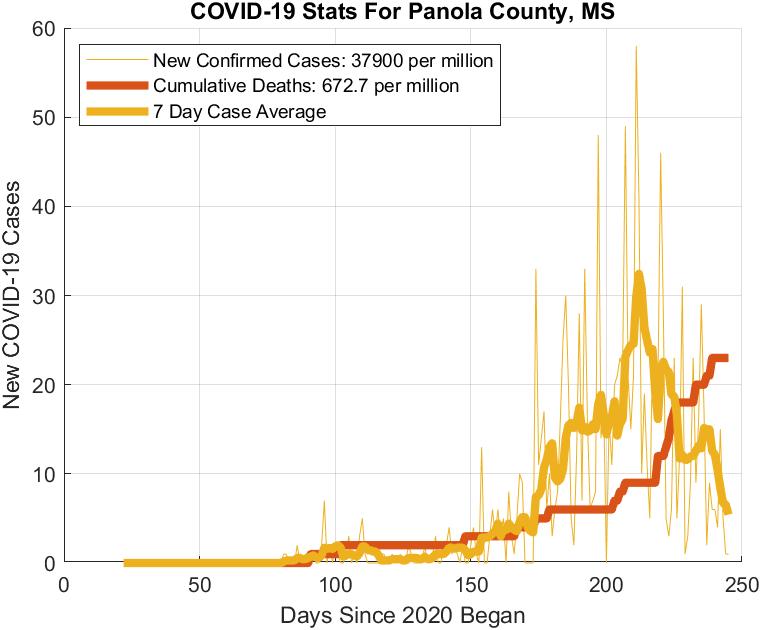 COVID-19 Stats For Panola County, MS
New Confirmed Cases: 37900 per million
Cumulative Deaths: 672.7 per million
7 Day Case Average
New COVID-19 Cases
60
50
40
30
20
10
0
0 50 100 150 200 250
Days Since 2020 Began